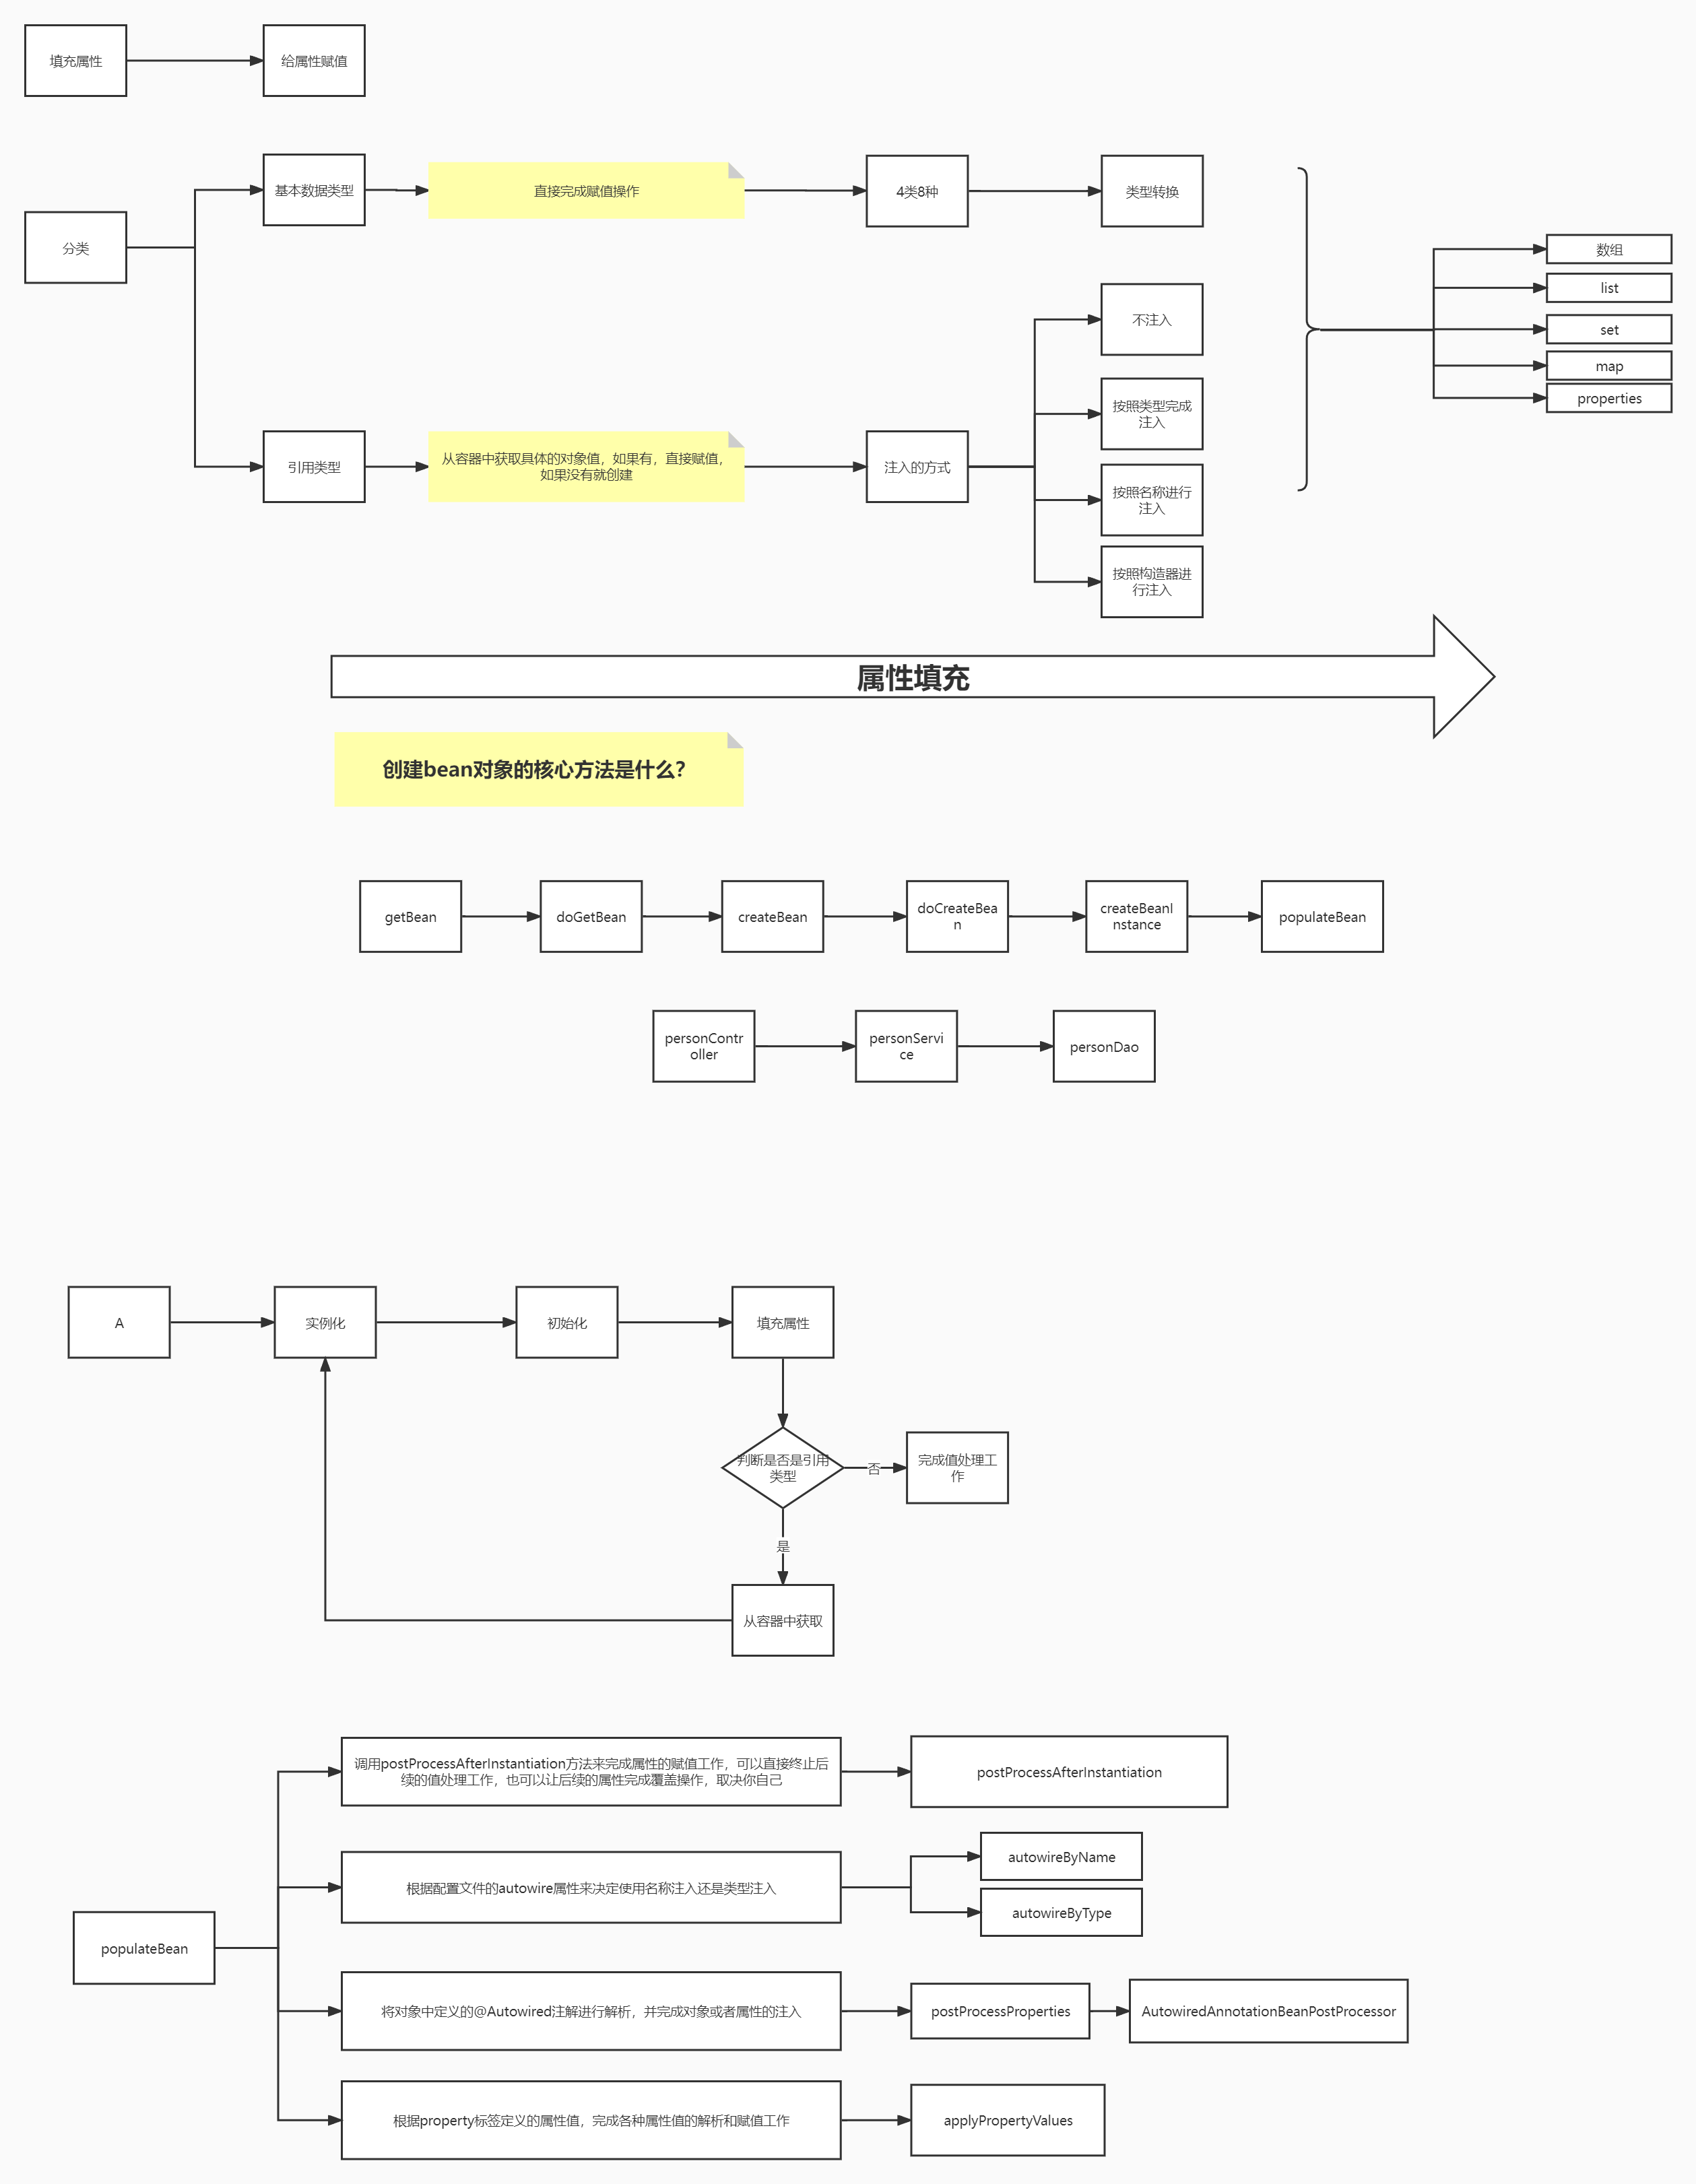 填充属性
给属性赋值
基本数据类型
直接完成赋值操作
4类8种
类型转换
分类
数组
list
set
map
properties
不注入
按照类型完成
注入
引用类型
从容器中获取具体的对象值，如果有，直接赋值，
如果没有就创建
注入的方式
按照名称进行
注入
按照构造器进
行注入
属性填充
创建bean对象的核心方法是什么？
getBean
doGetBean
createBean
doCreateBea
n
createBeanI
nstance
populateBean
personContr
oller
personServi
ce
personDao
A
实例化
初始化
填充属性
判断是否是引用
类型
否
完成值处理工
作
是
从容器中获取
调用postProcessAfterInstantiation方法来完成属性的赋值工作，可以直接终止后
续的值处理工作，也可以让后续的属性完成覆盖操作，取决你自己
postProcessAfterInstantiation
根据配置文件的autowire属性来决定使用名称注入还是类型注入
autowireByName
autowireByType
populateBean
将对象中定义的@Autowired注解进行解析，并完成对象或者属性的注入
postProcessProperties
AutowiredAnnotationBeanPostProcessor
根据property标签定义的属性值，完成各种属性值的解析和赋值工作
applyPropertyValues